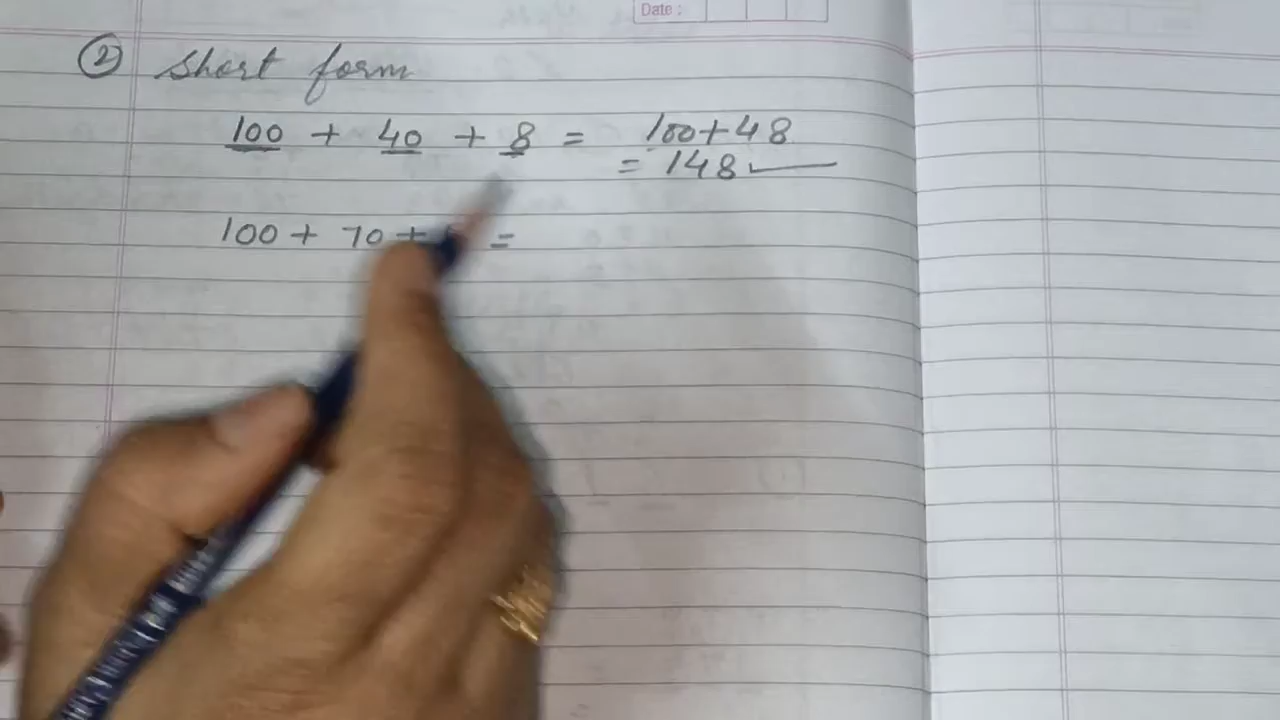 Date :
② Short form
100 + 40 + 8 = 100+48
= 148
100 + 70 + =